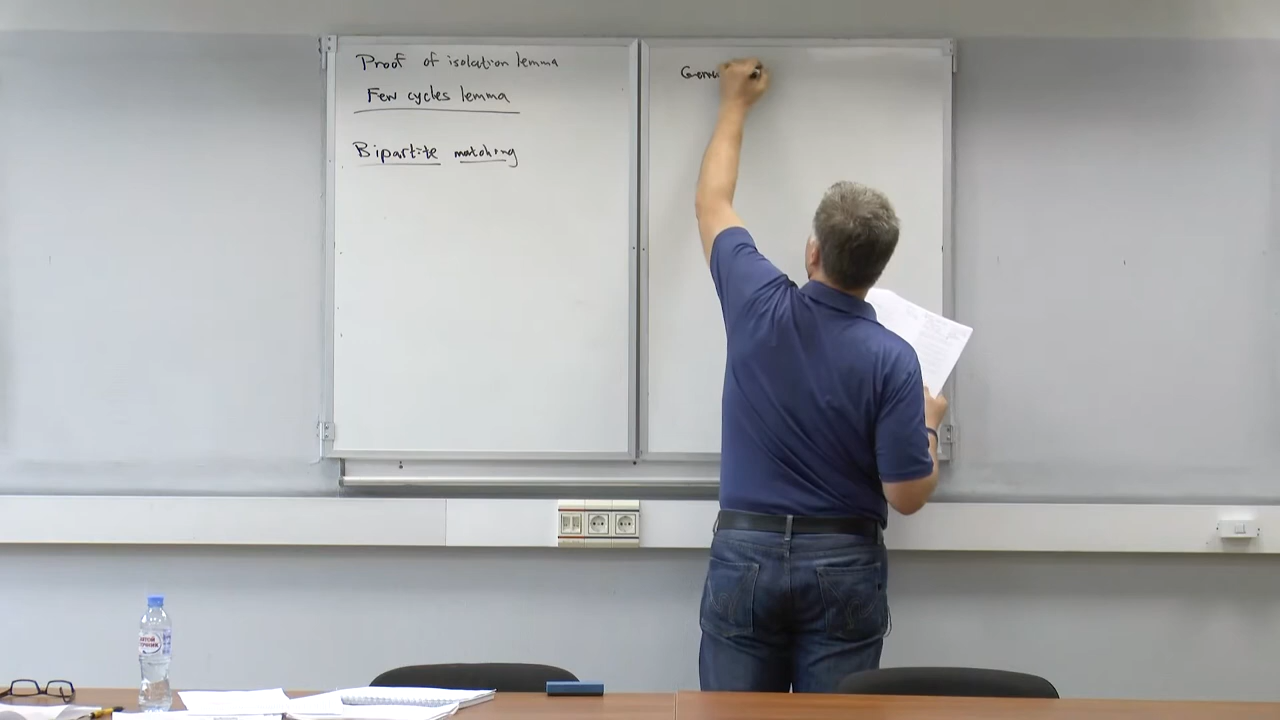 Proof of isolation lemma
Few cycles lemma
Bipartite matching